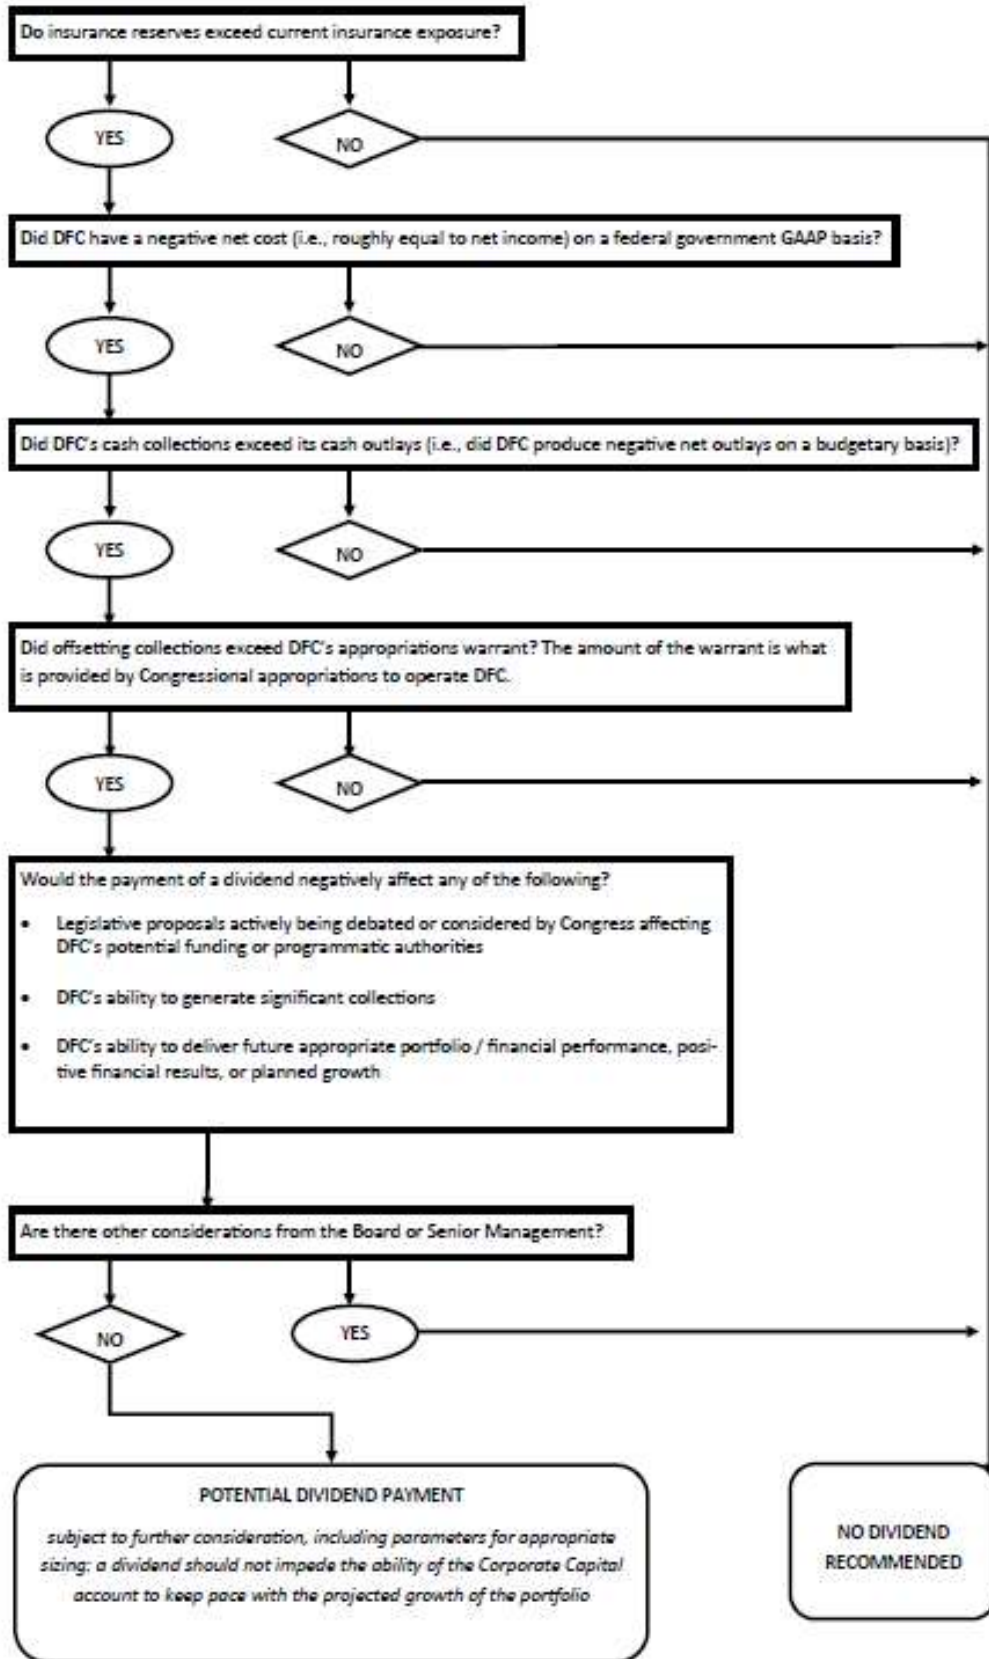 Do insurance reserves exceed current insurance exposure?
YES
NO
Did DFC have a negative net cost (i.e., roughly equal to net income) on a federal government GAAP basis?
YES
NO
Did DFC's cash collections exceed its cash outlays (i.e., did DFC produce negative net outlays on a budgetary basis)?
YES
NO
Did offsetting collections exceed DFC's appropriations warrant? The amount of the warrant is what
is provided by Congressional appropriations to operate DFC.
YES
NO
Would the payment of a dividend negatively affect any of the following?
• Legislative proposals actively being debated or considered by Congress affecting
DFC's potential funding or programmatic authorities
• DFC's ability to generate significant collections
• DFC's ability to deliver future appropriate portfolio / financial performance, posi-
tive financial results, or planned growth
Are there other considerations from the Board or Senior Management?
NO
YES
POTENTIAL DIVIDEND PAYMENT
subject to further consideration, including parameters for appropriate
sizing: a dividend should not impede the ability of the Corporate Capital
account to keep pace with the projected growth of the portfolio
NO DIVIDEND
RECOMMENDED